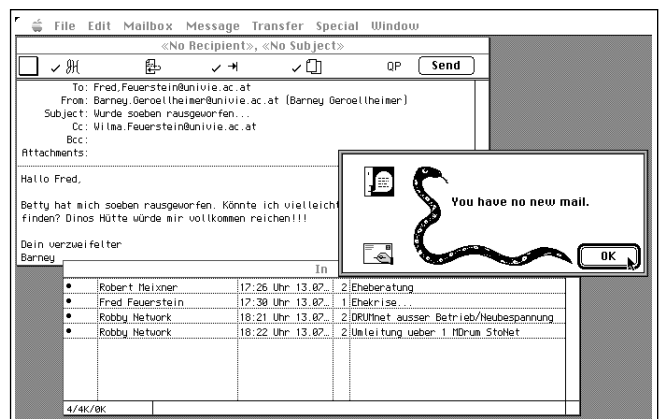 File Edit Mailbox Message Transfer Special Window
«No Recipient», «No Subject»
QP Send
To: Fred.Feuerstein@univie.ac.at
From: Barney.Geroellheimer@univie.ac.at (Barney Geroellheimer)
Subject: Wurde soeben rausgeworfen...
Cc: Wilma.Feuerstein@univie.ac.at
Bcc:
Attachments:
Hallo Fred,
Betty hat mich soeben rausgeworfen. Könnte ich vielleicht
finden? Dinos Hütte würde mir vollkommen reichen!!!
Dein verzweifelter
Barney
You have no new mail.
OK
In
Robert Meixner 17:26 Uhr 13.07… 2 Eheberatung
Fred Feuerstein 17:30 Uhr 13.07… 1 Ehekrise...
Robby Network 18:21 Uhr 13.07… 2 DRUMnet ausser Betrieb/Neubespannung
Robby Network 18:22 Uhr 13.07… 2 Umleitung ueber 1 MDrum StoNet
4/4K/0K